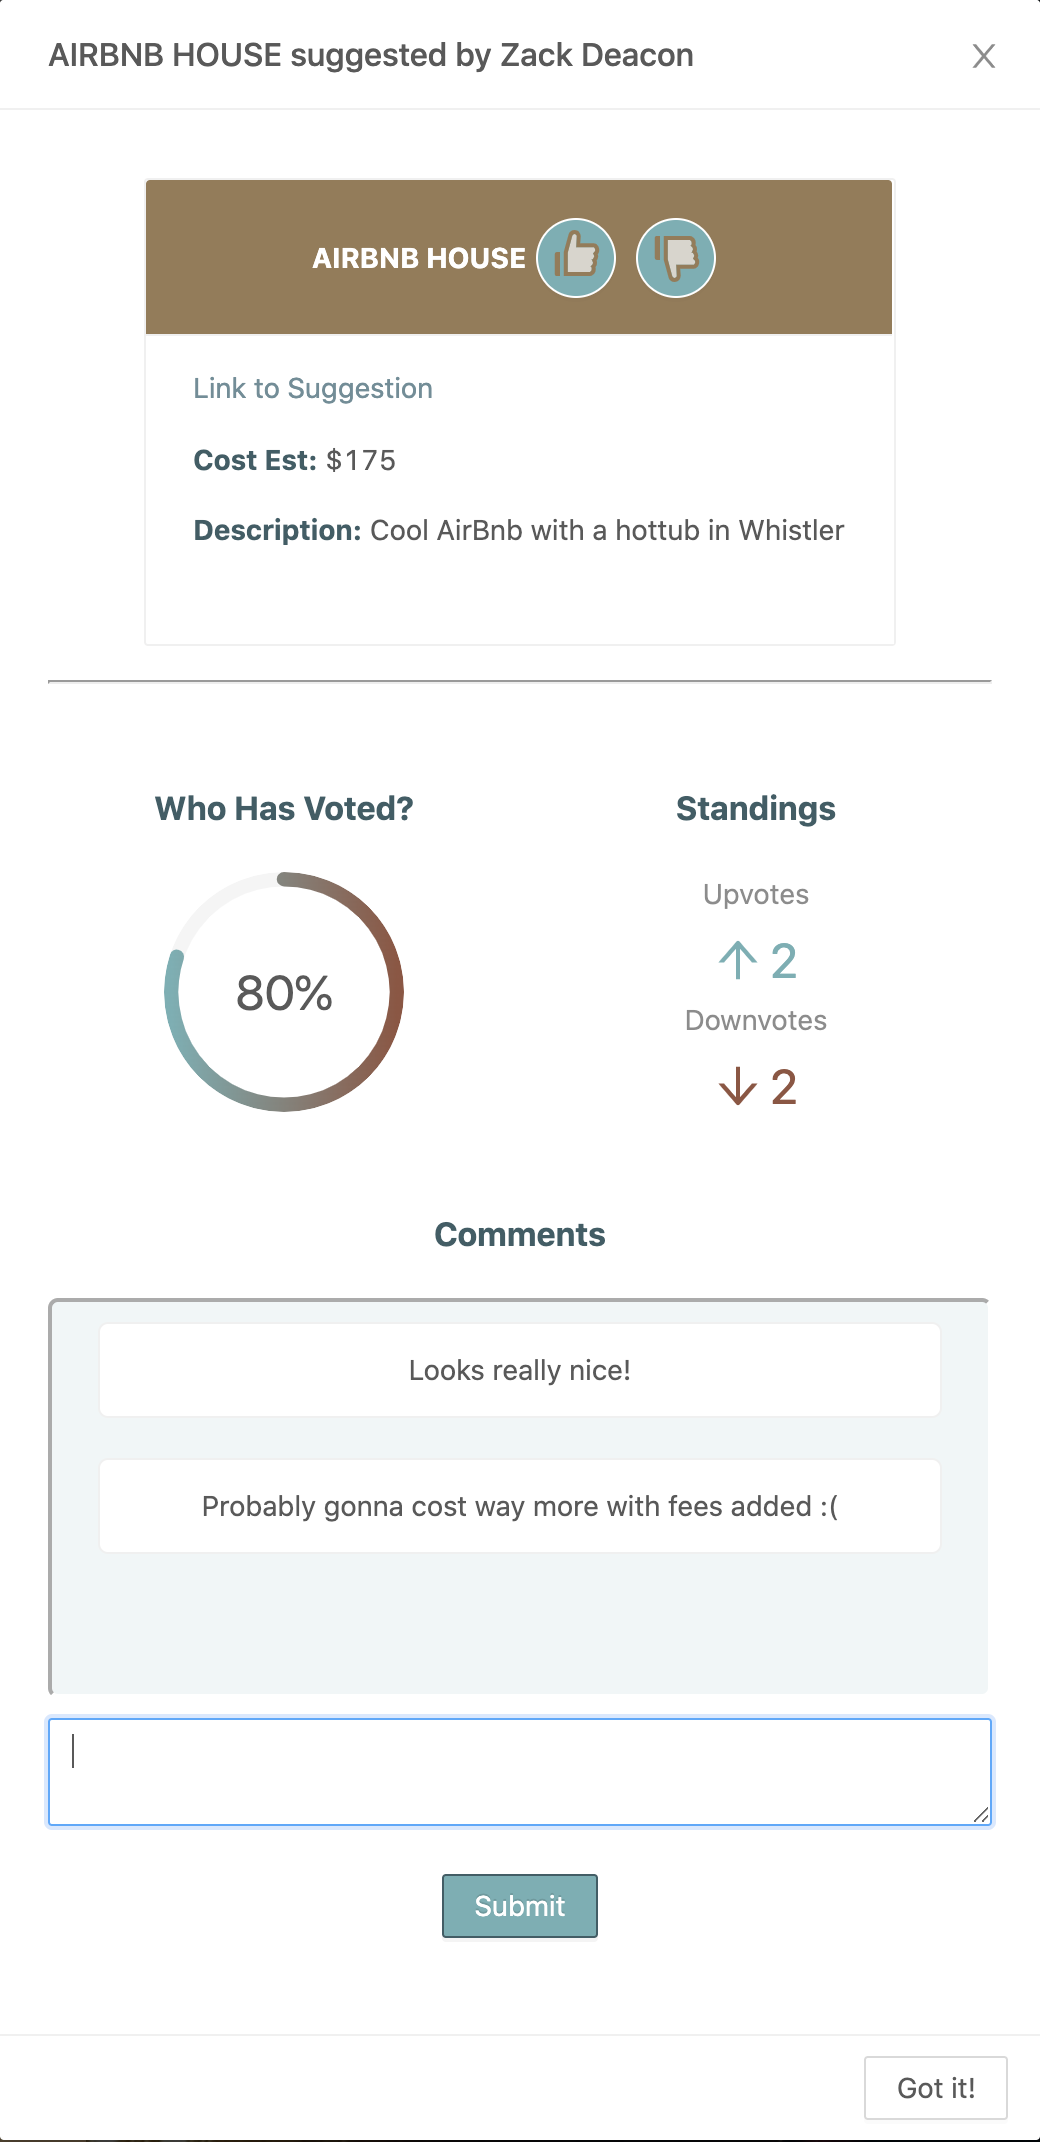 AIRBNB HOUSE suggested by Zack Deacon
X
AIRBNB HOUSE
Link to Suggestion
Cost Est: $175
Description: Cool AirBnb with a hottub in Whistler
Who Has Voted?
80%
Standings
Upvotes
2
Downvotes
2
Comments
Looks really nice!
Probably gonna cost way more with fees added :(
Submit
Got it!